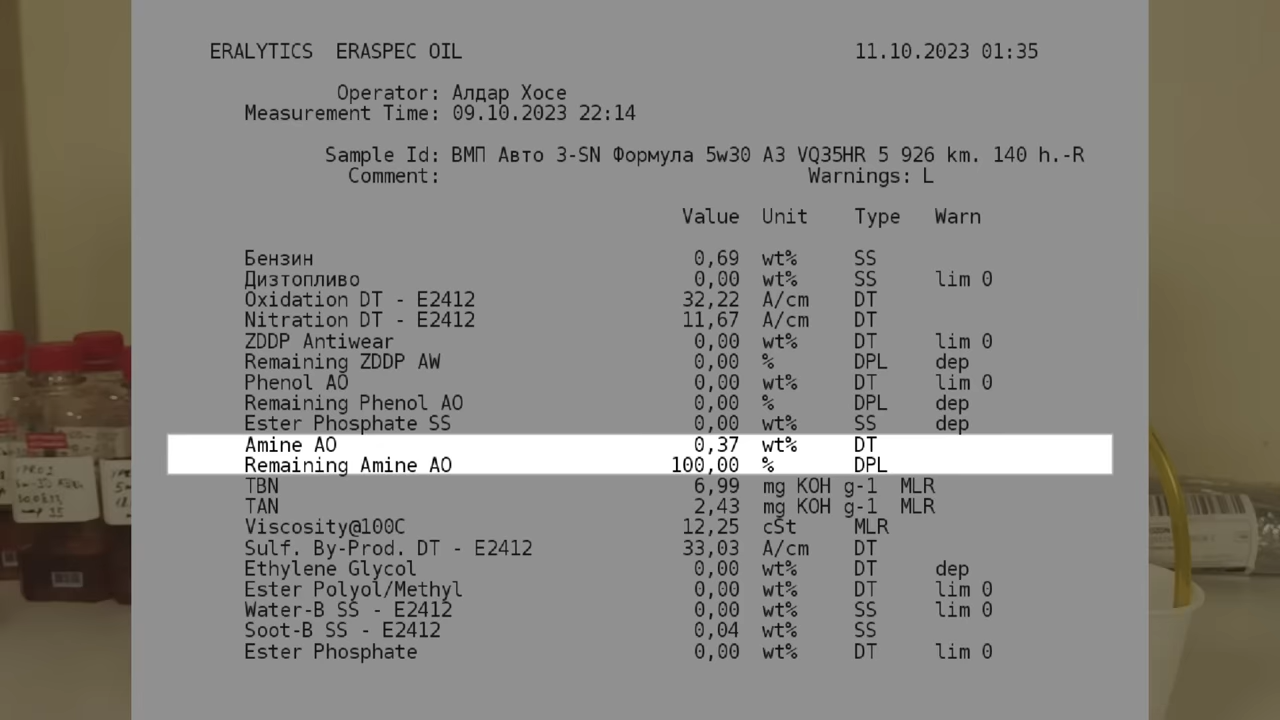 ERALYTICS ERASPEC OIL 11.10.2023 01:35
Operator: Алдар Хосе
Measurement Time: 09.10.2023 22:14
Sample Id: ВМП Авто 3-SN Формула 5w30 A3 VQ35HR 5 926 km. 140 h.-R
Comment: Warnings: L
Value Unit Type Warn
Бензин 0,69 wt% SS
Дизтопливо 0,00 wt% SS lim 0
Oxidation DT - E2412 32,22 A/cm DT
Nitration DT - E2412 11,67 A/cm DT
ZDDP Antiwear 0,00 wt% DT lim 0
Remaining ZDDP AW 0,00 % DPL dep
Phenol AO 0,00 wt% DT lim 0
Remaining Phenol AO 0,00 % DPL dep
Ester Phosphate SS 0,00 wt% SS dep
Amine AO 0,37 wt% DT
Remaining Amine AO 100,00 % DPL
TBN 6,99 mg KOH g-1 MLR
TAN 2,43 mg KOH g-1 MLR
Viscosity@100C 12,25 cSt MLR
Sulf. By-Prod. DT - E2412 33,03 A/cm DT
Ethylene Glycol 0,00 wt% DT dep
Ester Polyol/Methyl 0,00 wt% DT lim 0
Water-B SS - E2412 0,00 wt% SS lim 0
Soot-B SS - E2412 0,04 wt% SS
Ester Phosphate 0,00 wt% DT lim 0